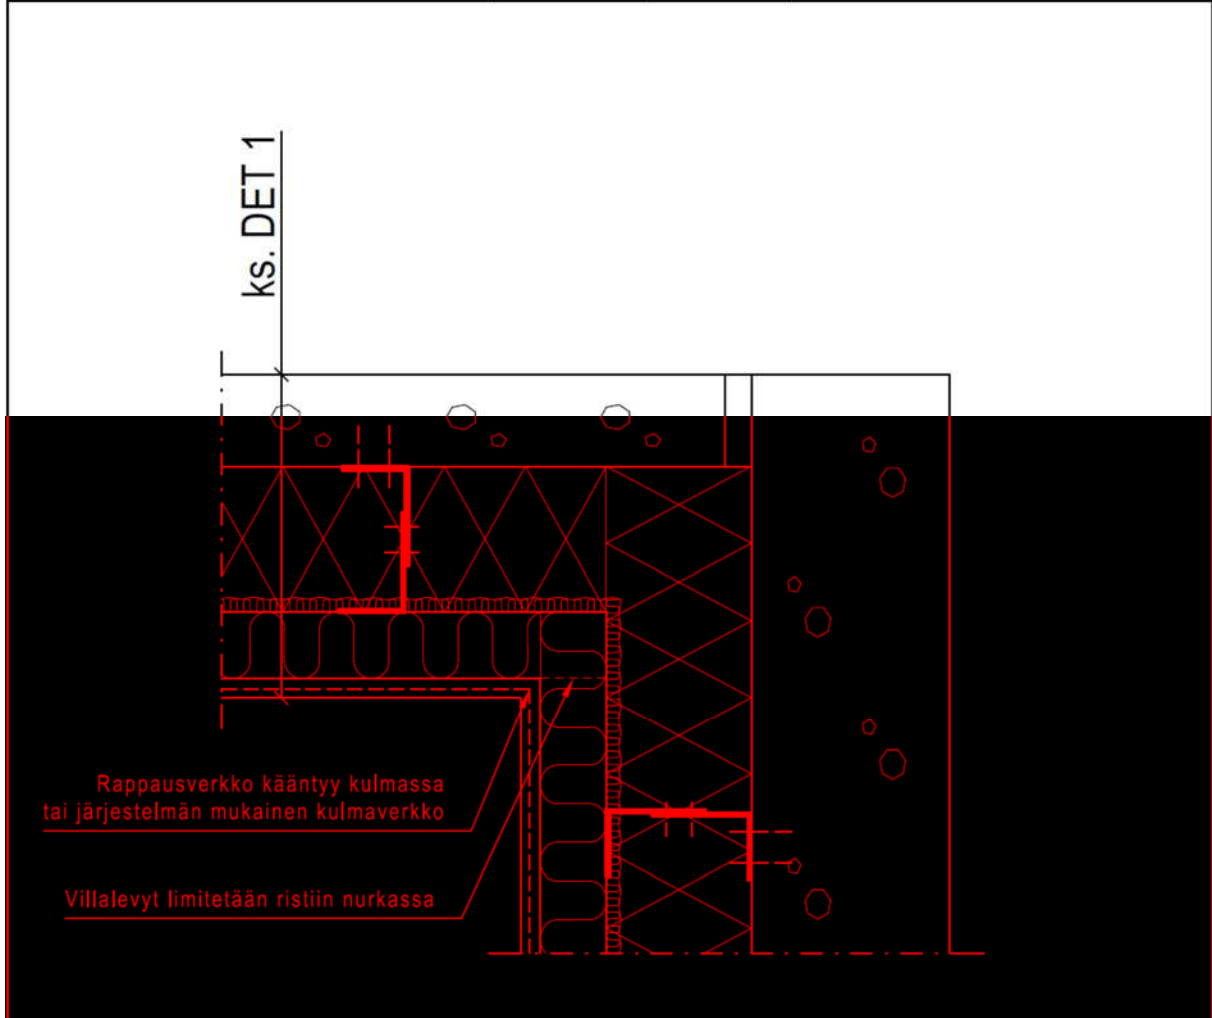 ks. DET 1
Rappausverkko kääntyy kulmassa
tai järjestelmän mukainen kulmaverkko
Villalevyt limitetään ristiin nurkassa